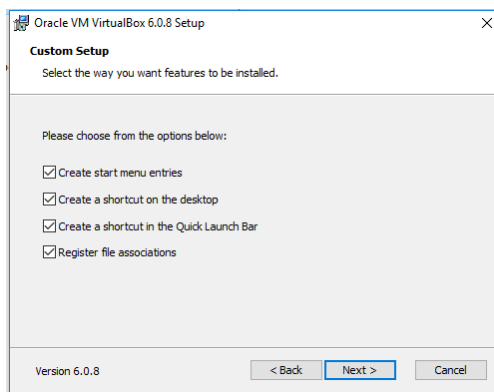 Oracle VM VirtualBox 6.0.8 Setup
Custom Setup
Select the way you want features to be installed.
Please choose from the options below:
Create start menu entries
Create a shortcut on the desktop
Create a shortcut in the Quick Launch Bar
Register file associations
Version 6.0.8
< Back
Next >
Cancel